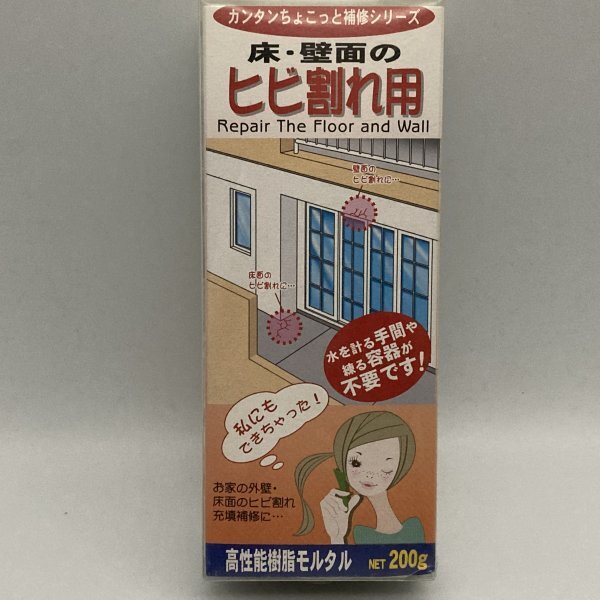 カンタンちょこっと補修シリーズ
床・壁面の
ヒビ割れ用
Repair The Floor and Wall
壁面の
ヒビ割れに…
床面の
ヒビ割れに…
水を計る手間や
練る容器が
不要です!
私にも
できちゃった!
お家の外壁・
床面のヒビ割れ
充填補修に…
高性能樹脂モルタル NET 200g